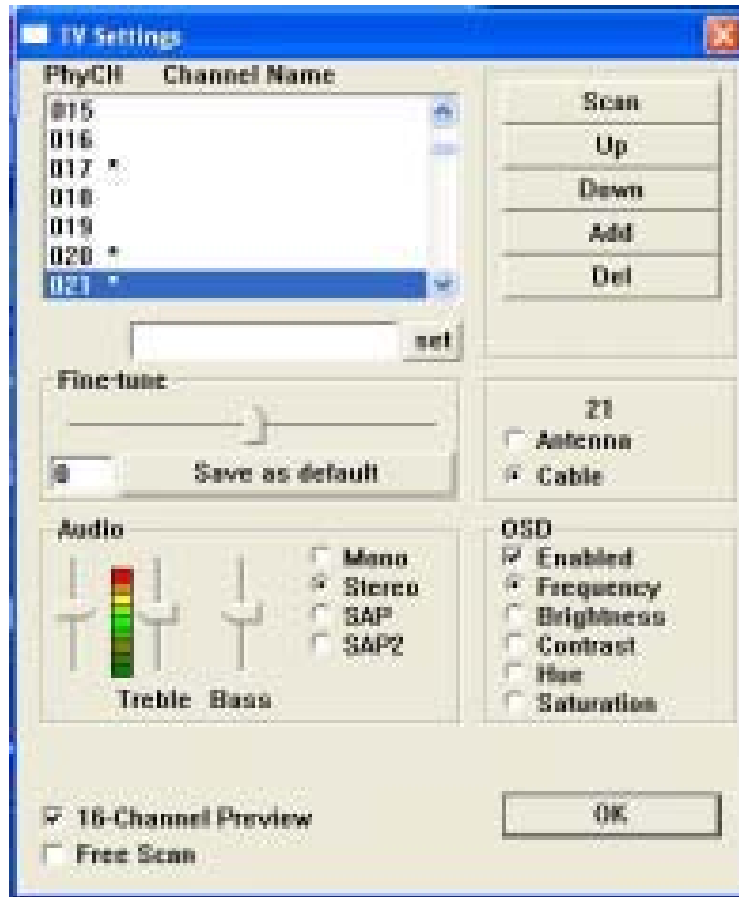 TV Settings
PhyCH Channel Name
015
016
017 *
018
019
020 *
021 *
set
Scan
Up
Down
Add
Del
Fine-tune
0 Save as default
21
Antenna
Cable
Audio
Mono
Stereo
SAP
SAP2
Treble Bass
OSD
Enabled
Frequency
Brightness
Contrast
Hue
Saturation
16-Channel Preview
Free Scan
OK